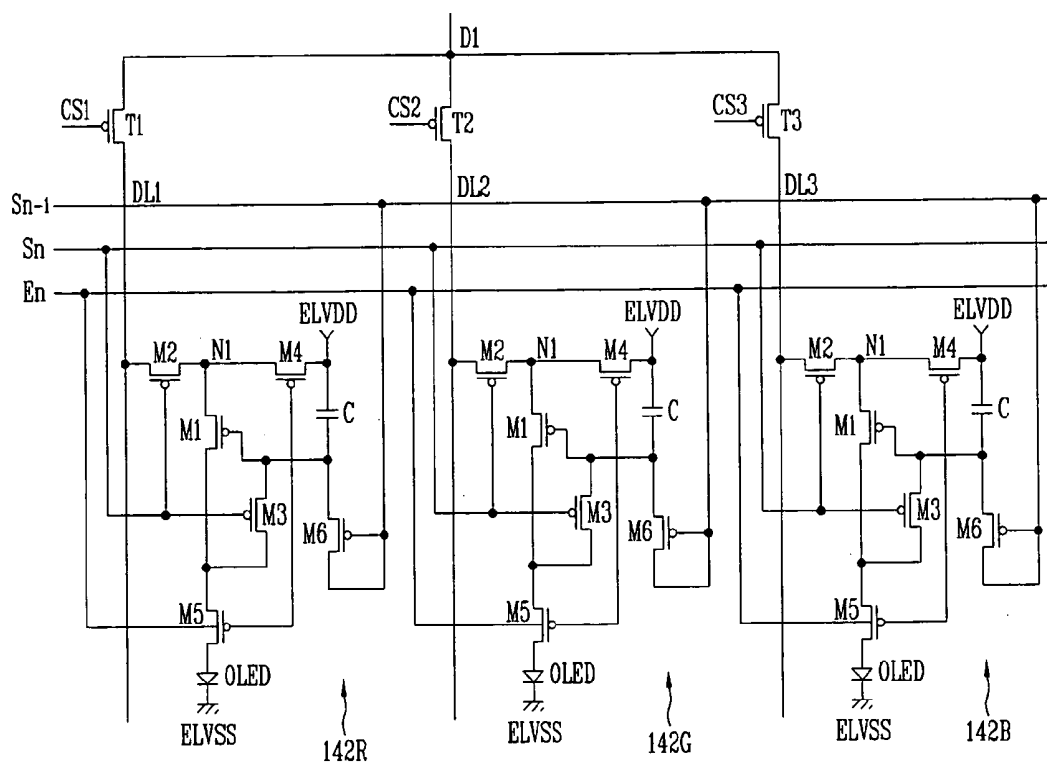 D1
CS1 T1 CS2 T2 CS3 T3
DL1 DL2 DL3
Sn-1
Sn
En
ELVDD ELVDD ELVDD
M2 N1 M4 M2 N1 M4 M2 N1 M4
C C C
M1 M1 M1
M3 M6 M3 M6 M3 M6
M5 M5 M5
OLED OLED OLED
ELVSS ELVSS ELVSS
142R 142G 142B